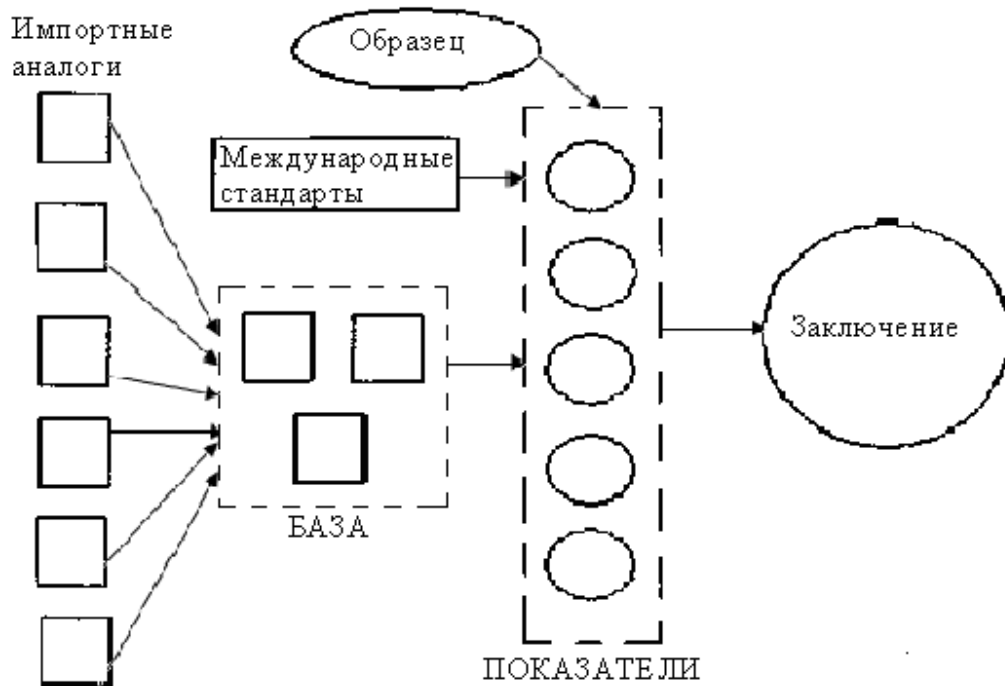 Импортные
аналоги
Образец
Международные
стандарты
Заключение
БАЗА
ПОКАЗАТЕЛИ